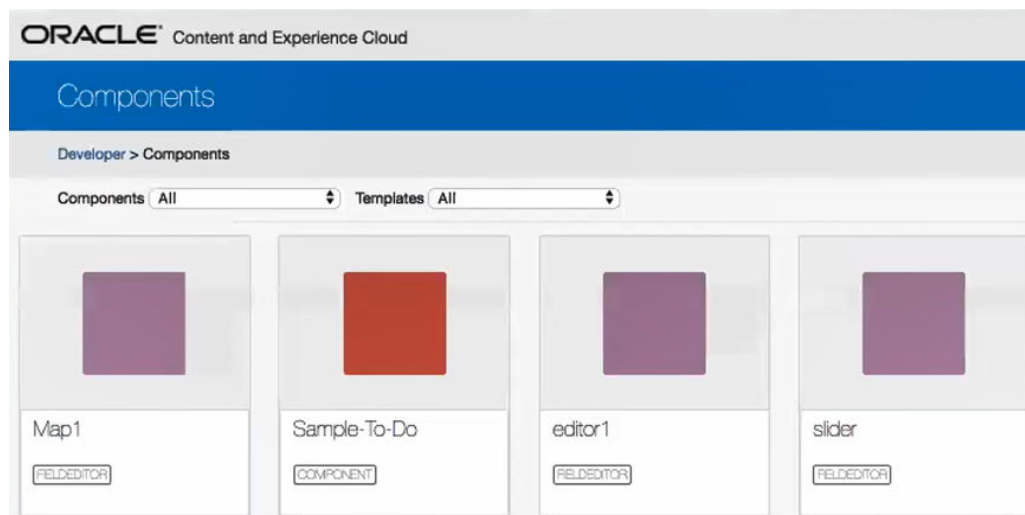 ORACLE® Content and Experience Cloud
Components
Developer > Components
Components All Templates All
Map1 Sample-To-Do editor1 slider
FIELDEDITOR COMPONENT FIELDEDITOR FIELDEDITOR